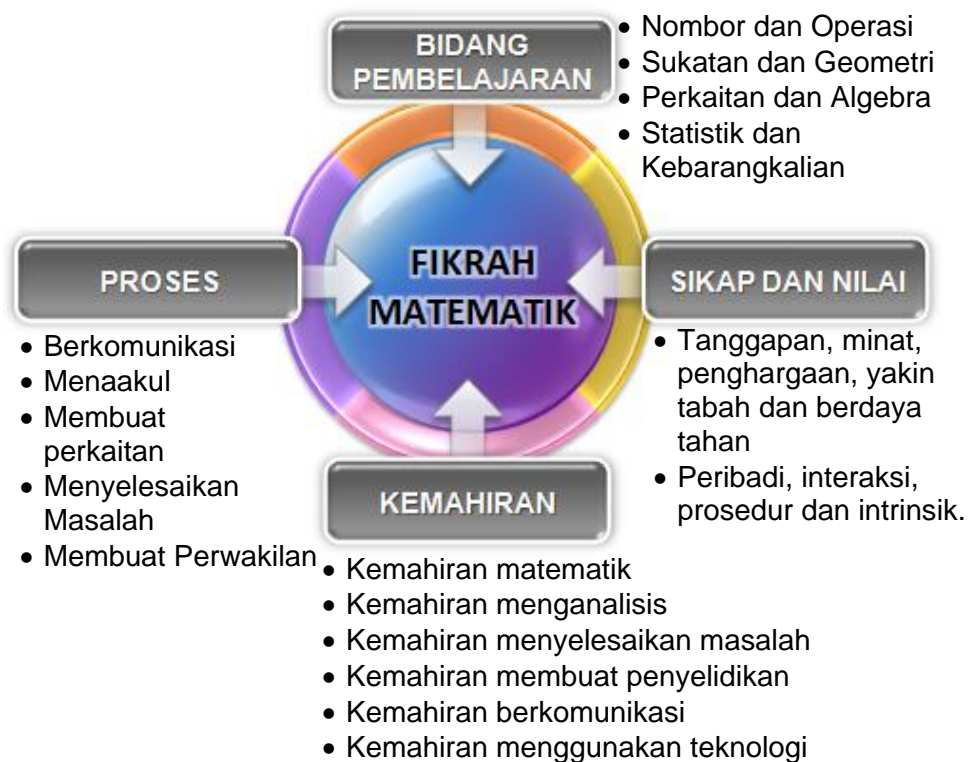 BIDANG
PEMBELAJARAN
• Nombor dan Operasi
• Sukatan dan Geometri
• Perkaitan dan Algebra
• Statistik dan
Kebarangkalian
PROSES
• Berkomunikasi
• Menaakul
• Membuat
perkaitan
• Menyelesaikan
Masalah
• Membuat Perwakilan
FIKRAH
MATEMATIK
SIKAP DAN NILAI
• Tanggapan, minat,
penghargaan, yakin
tabah dan berdaya
tahan
• Peribadi, interaksi,
prosedur dan intrinsik.
KEMAHIRAN
• Kemahiran matematik
• Kemahiran menganalisis
• Kemahiran menyelesaikan masalah
• Kemahiran membuat penyelidikan
• Kemahiran berkomunikasi
• Kemahiran menggunakan teknologi